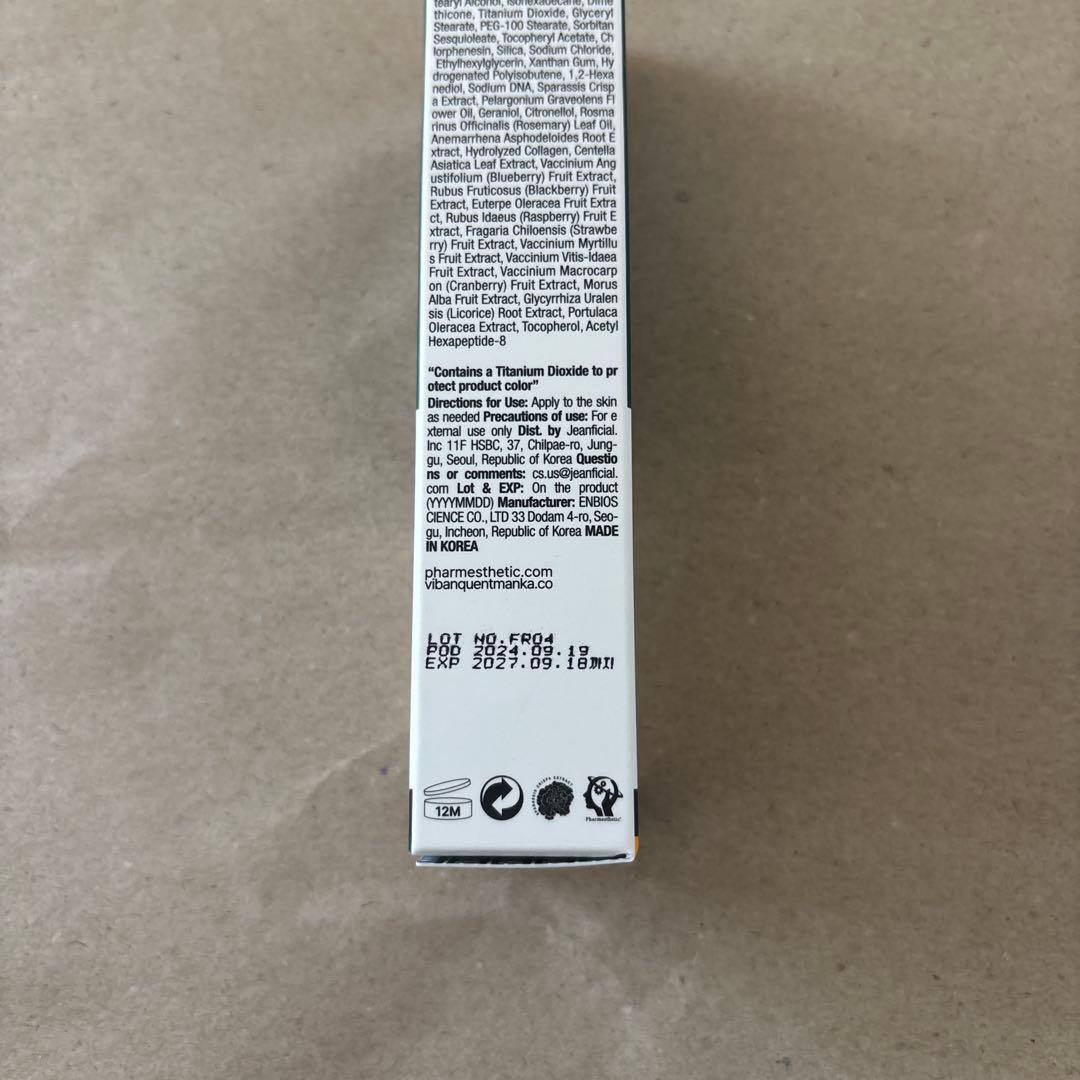 tearyl Alcohol, Isohexadecane, Dime
thicone, Titanium Dioxide, Glyceryl
Stearate, PEG-100 Stearate, Sorbitan
Sesquioleate, Tocopheryl Acetate, Ch
lorphenesin, Silica, Sodium Chloride,
Ethylhexylglycerin, Xanthan Gum, Hy
drogenated Polyisobutene, 1,2-Hexa
nediol, Sodium DNA, Sparassis Crisp
a Extract, Pelargonium Graveolens Fl
ower Oil, Geraniol, Citronellol, Rosma
rinus Officinalis (Rosemary) Leaf Oil,
Anemarrhena Asphodeloides Root E
xtract, Hydrolyzed Collagen, Centella
Asiatica Leaf Extract, Vaccinium Ang
ustifolium (Blueberry) Fruit Extract,
Rubus Fruticosus (Blackberry) Fruit
Extract, Euterpe Oleracea Fruit Extra
ct, Rubus Idaeus (Raspberry) Fruit E
xtract, Fragaria Chiloensis (Strawbe
rry) Fruit Extract, Vaccinium Myrtillu
s Fruit Extract, Vaccinium Vitis-Idaea
Fruit Extract, Vaccinium Macrocarp
on (Cranberry) Fruit Extract, Morus
Alba Fruit Extract, Glycyrrhiza Uralen
sis (Licorice) Root Extract, Portulaca
Oleracea Extract, Tocopherol, Acetyl
Hexapeptide-8
“Contains a Titanium Dioxide to pr
otect product color”
Directions for Use: Apply to the skin
as needed Precautions of use: For e
xternal use only Dist. by Jeanficial.
Inc 11F HSBC, 37, Chilpae-ro, Jung-
gu, Seoul, Republic of Korea Questio
ns or comments: cs.us@jeanficial.
com Lot & EXP: On the product
(YYYYMMDD) Manufacturer: ENBIOS
CIENCE CO., LTD 33 Dodam 4-ro, Seo-
gu, Incheon, Republic of Korea MADE
IN KOREA
pharmesthetic.com
vibanquentmanka.co
LOT NO.FR04
POD 2024.09.19
EXP 2027.09.18까지
12M
SPARASSIS CRISPA EXTRACT
Pharmesthetic